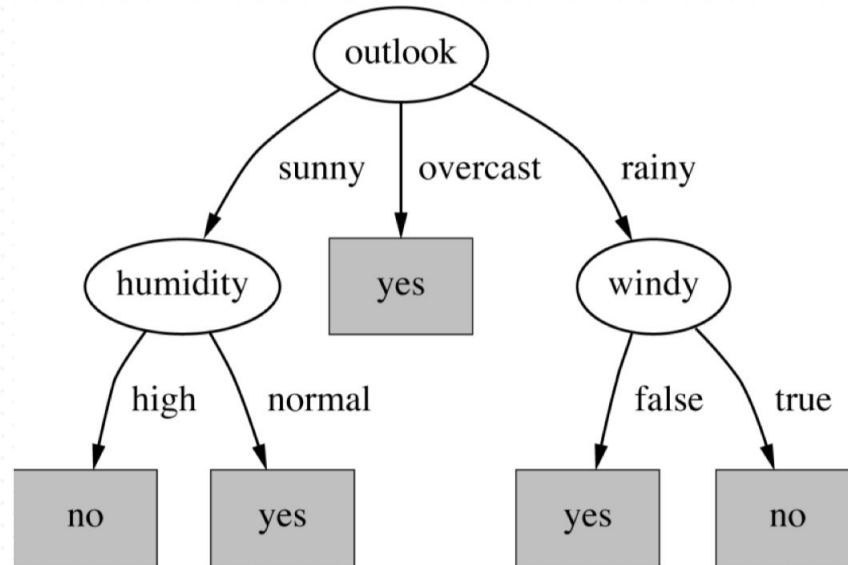 outlook
sunny overcast rainy
humidity yes windy
high normal false true
no yes yes no